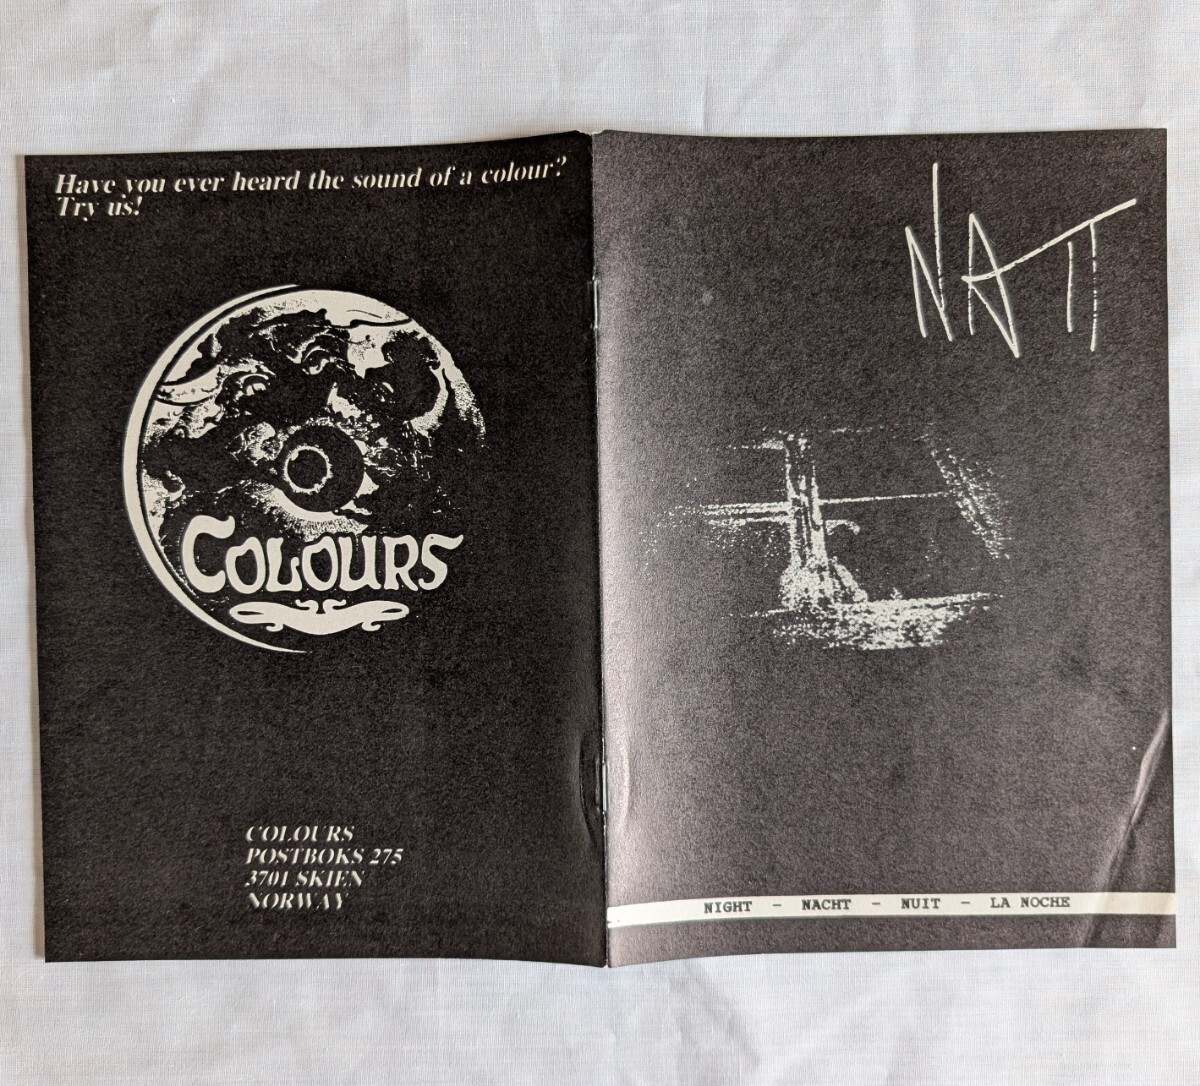 Have you ever heard the sound of a colour?
Try us!
COLOURS
COLOURS
POSTBOKS 275
3701 SKIEN
NORWAY
NATT
NIGHT - NACHT - NUIT - LA NOCHE